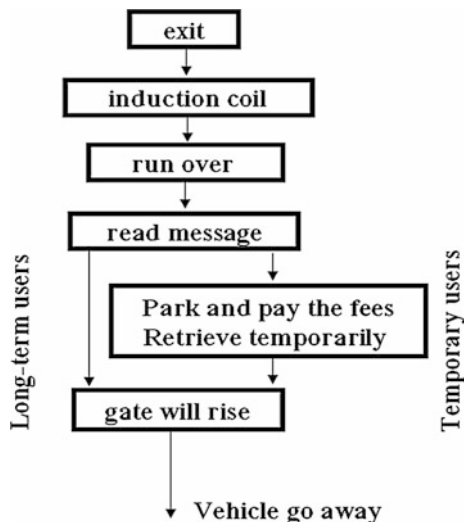 exit
induction coil
run over
read message
Long-term users
Temporary users
Park and pay the fees
Retrieve temporarily
gate will rise
Vehicle go away